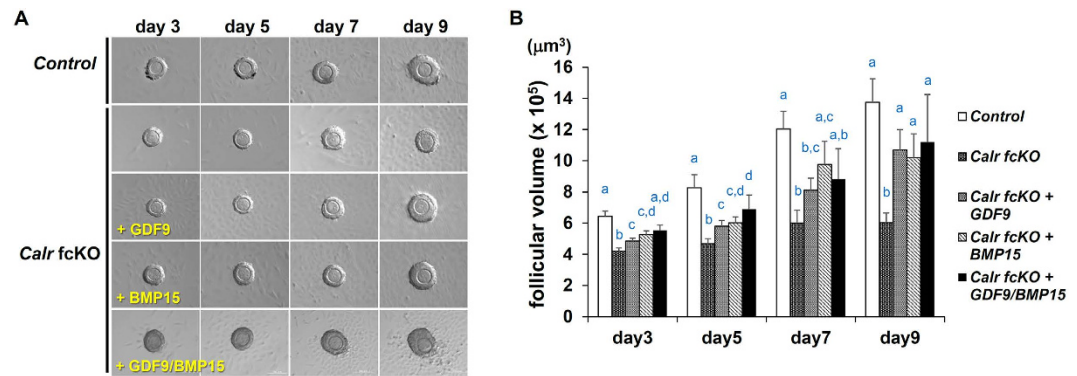 A
day 3 day 5 day 7 day 9
Control
Calr fcKO
+ GDF9
+ BMP15
+ GDF9/BMP15
B
(μm³)
follicular volume (x 10⁵)
16
14
12
10
8
6
4
2
0
a b c c,d a,d
a b c c,d d
a b b,c a,c a,b
a b a a a
day3 day5 day7 day9
Control
Calr fcKO
Calr fcKO +
GDF9
Calr fcKO +
BMP15
Calr fcKO +
GDF9/BMP15